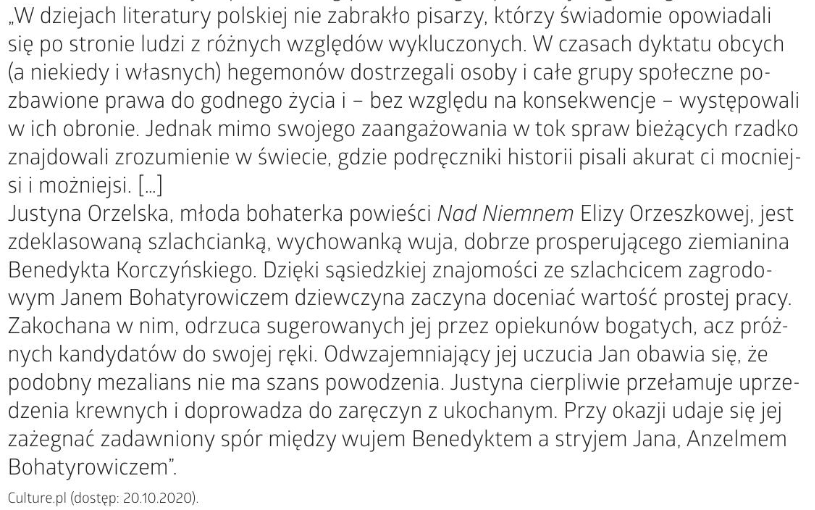 „W dziejach literatury polskiej nie zabrakło pisarzy, którzy świadomie opowiadali
się po stronie ludzi z różnych względów wykluczonych. W czasach dyktatu obcych
(a niekiedy i własnych) hegemonów dostrzegali osoby i całe grupy społeczne po-
zbawione prawa do godnego życia i – bez względu na konsekwencje – występowali
w ich obronie. Jednak mimo swojego zaangażowania w tok spraw bieżących rzadko
znajdowali zrozumienie w świecie, gdzie podręczniki historii pisali akurat ci mocniej-
si i możniejsi. [...]
Justyna Orzelska, młoda bohaterka powieści Nad Niemnem Elizy Orzeszkowej, jest
zdeklasowaną szlachcianką, wychowanką wuja, dobrze prosperującego ziemianina
Benedykta Korczyńskiego. Dzięki sąsiedzkiej znajomości ze szlachcicem zagrodo-
wym Janem Bohatyrowiczem dziewczyna zaczyna doceniać wartość prostej pracy.
Zakochana w nim, odrzuca sugerowanych jej przez opiekunów bogatych, acz próż-
nych kandydatów do swojej ręki. Odwzajemniający jej uczucia Jan obawia się, że
podobny mezalians nie ma szans powodzenia. Justyna cierpliwie przełamuje uprze-
dzenia krewnych i doprowadza do zaręczyn z ukochanym. Przy okazji udaje się jej
zażegnać zadawniony spór między wujem Benedyktem a stryjem Jana, Anzelmem
Bohatyrowiczem”.
Culture.pl (dostęp: 20.10.2020).